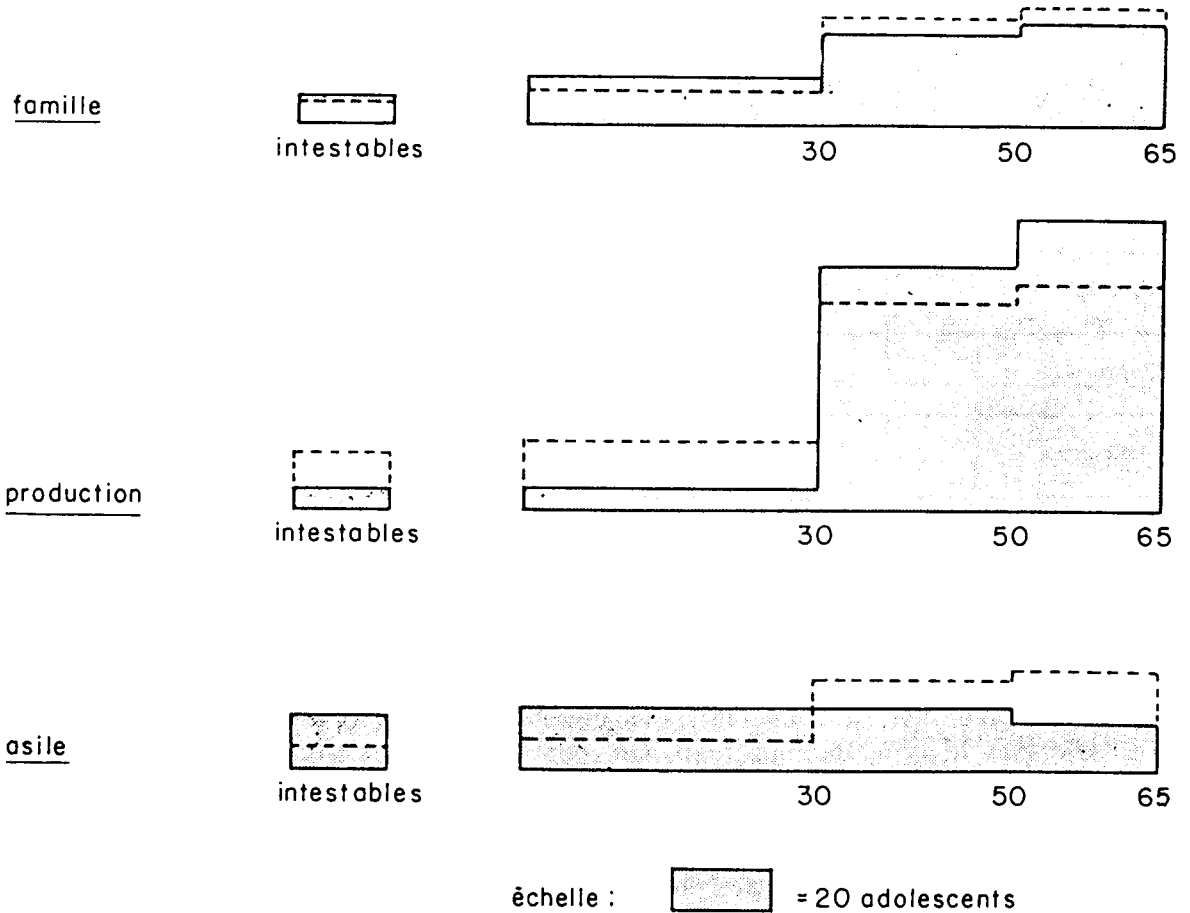 famille
intestables
30 50 65
production
intestables
30 50 65
asile
intestables
30 50 65
échelle : = 20 adolescents